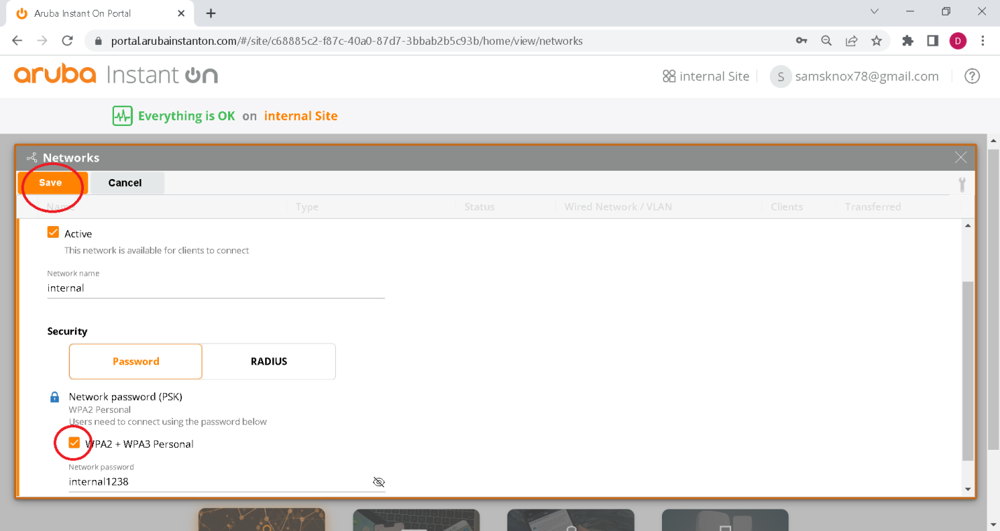 Aruba Instant On Portal
portal.arubainstanton.com/#/site/c68885c2-f87c-40a0-87d7-3bbab2b5c93b/home/view/networks
D
aruba Instant On
internal Site
S
samsknox78@gmail.com
?
Everything is OK on internal Site
Networks
Save
Cancel
Name
Type
Status
Wired Network / VLAN
Clients
Transferred
Active
This network is available for clients to connect
Network name
internal
Security
Password
RADIUS
Network password (PSK)
WPA2 Personal
Users need to connect using the password below
WPA2 + WPA3 Personal
Network password
internal1238